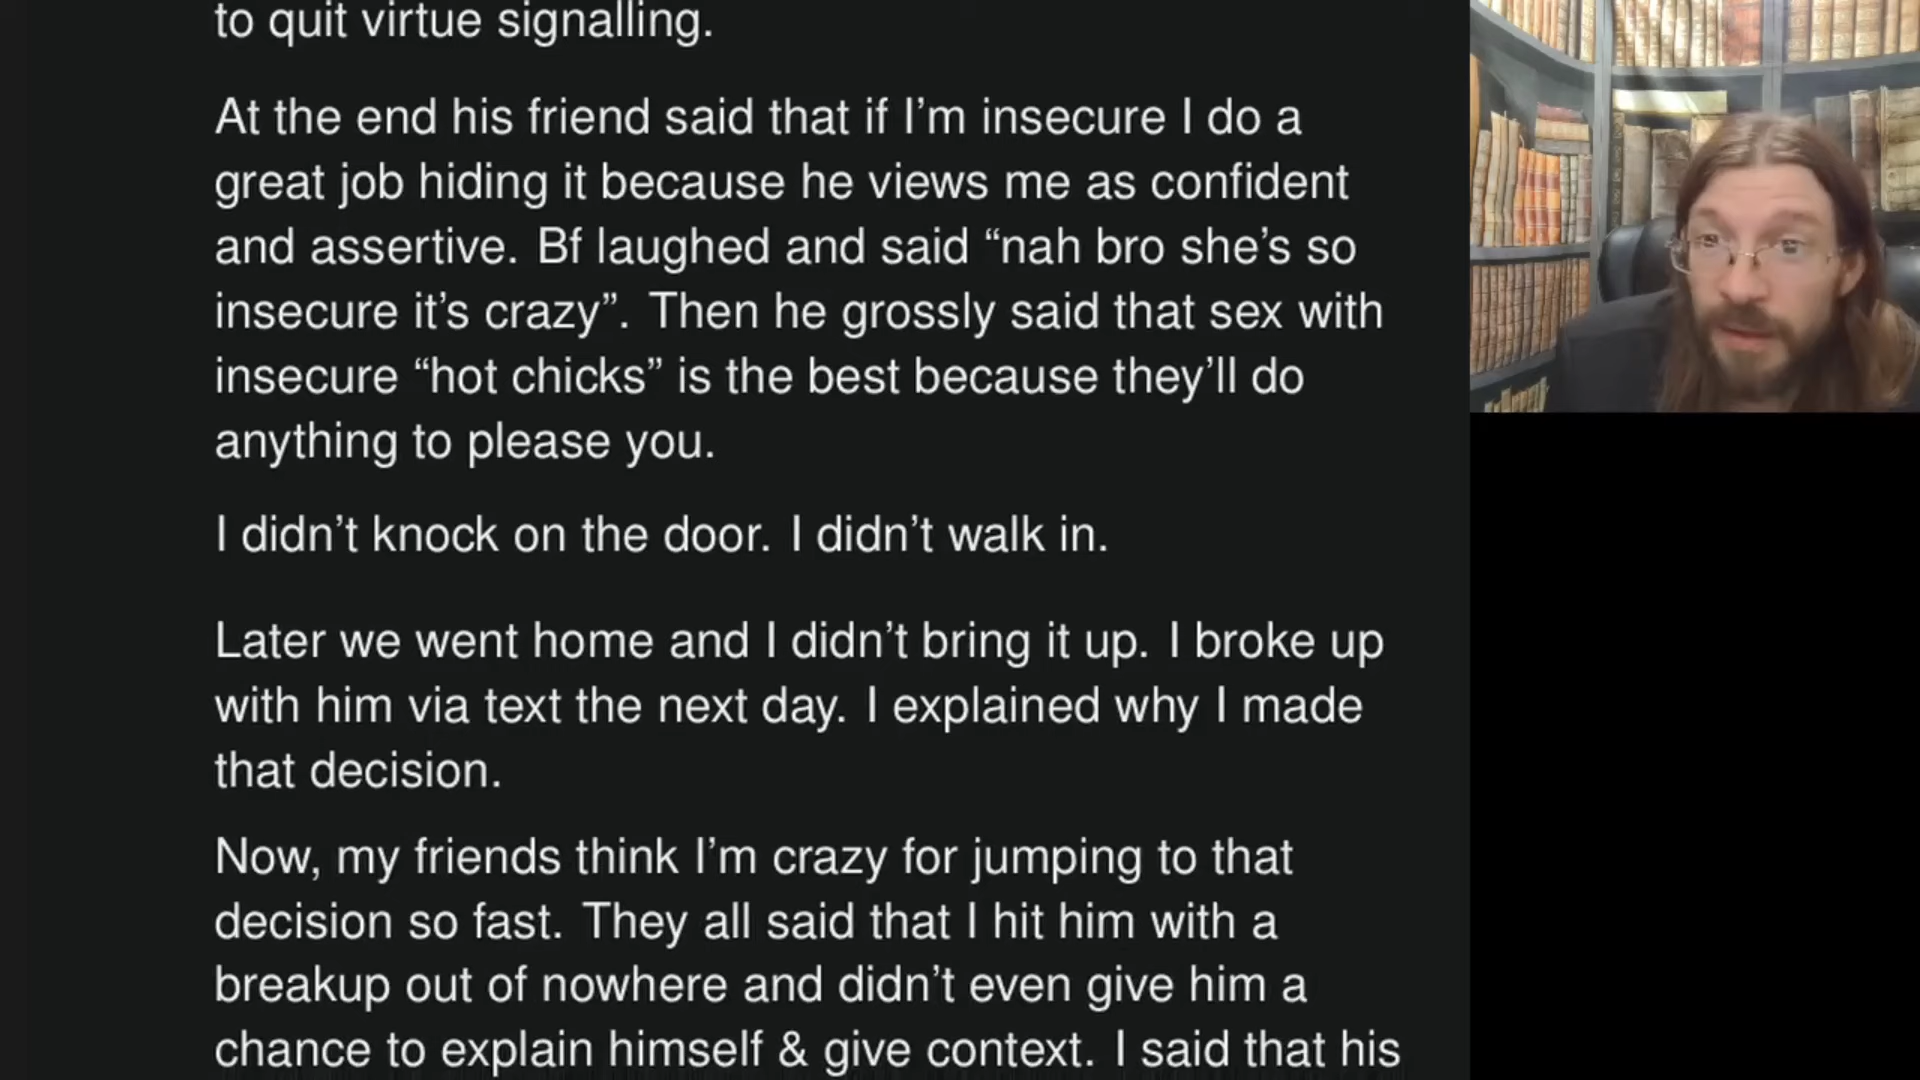 to quit virtue signalling.
At the end his friend said that if I’m insecure I do a
great job hiding it because he views me as confident
and assertive. Bf laughed and said “nah bro she’s so
insecure it’s crazy”. Then he grossly said that sex with
insecure “hot chicks” is the best because they’ll do
anything to please you.
I didn’t knock on the door. I didn’t walk in.
Later we went home and I didn’t bring it up. I broke up
with him via text the next day. I explained why I made
that decision.
Now, my friends think I’m crazy for jumping to that
decision so fast. They all said that I hit him with a
breakup out of nowhere and didn’t even give him a
chance to explain himself & give context. I said that his